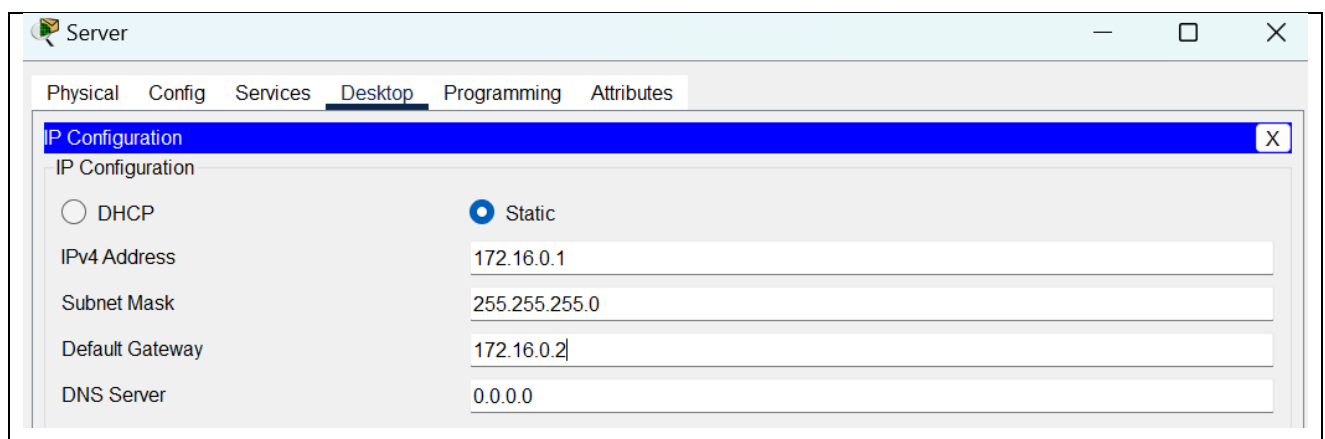 Server
Physical Config Services Desktop Programming Attributes
IP Configuration X
IP Configuration
DHCP Static
IPv4 Address 172.16.0.1
Subnet Mask 255.255.255.0
Default Gateway 172.16.0.2
DNS Server 0.0.0.0